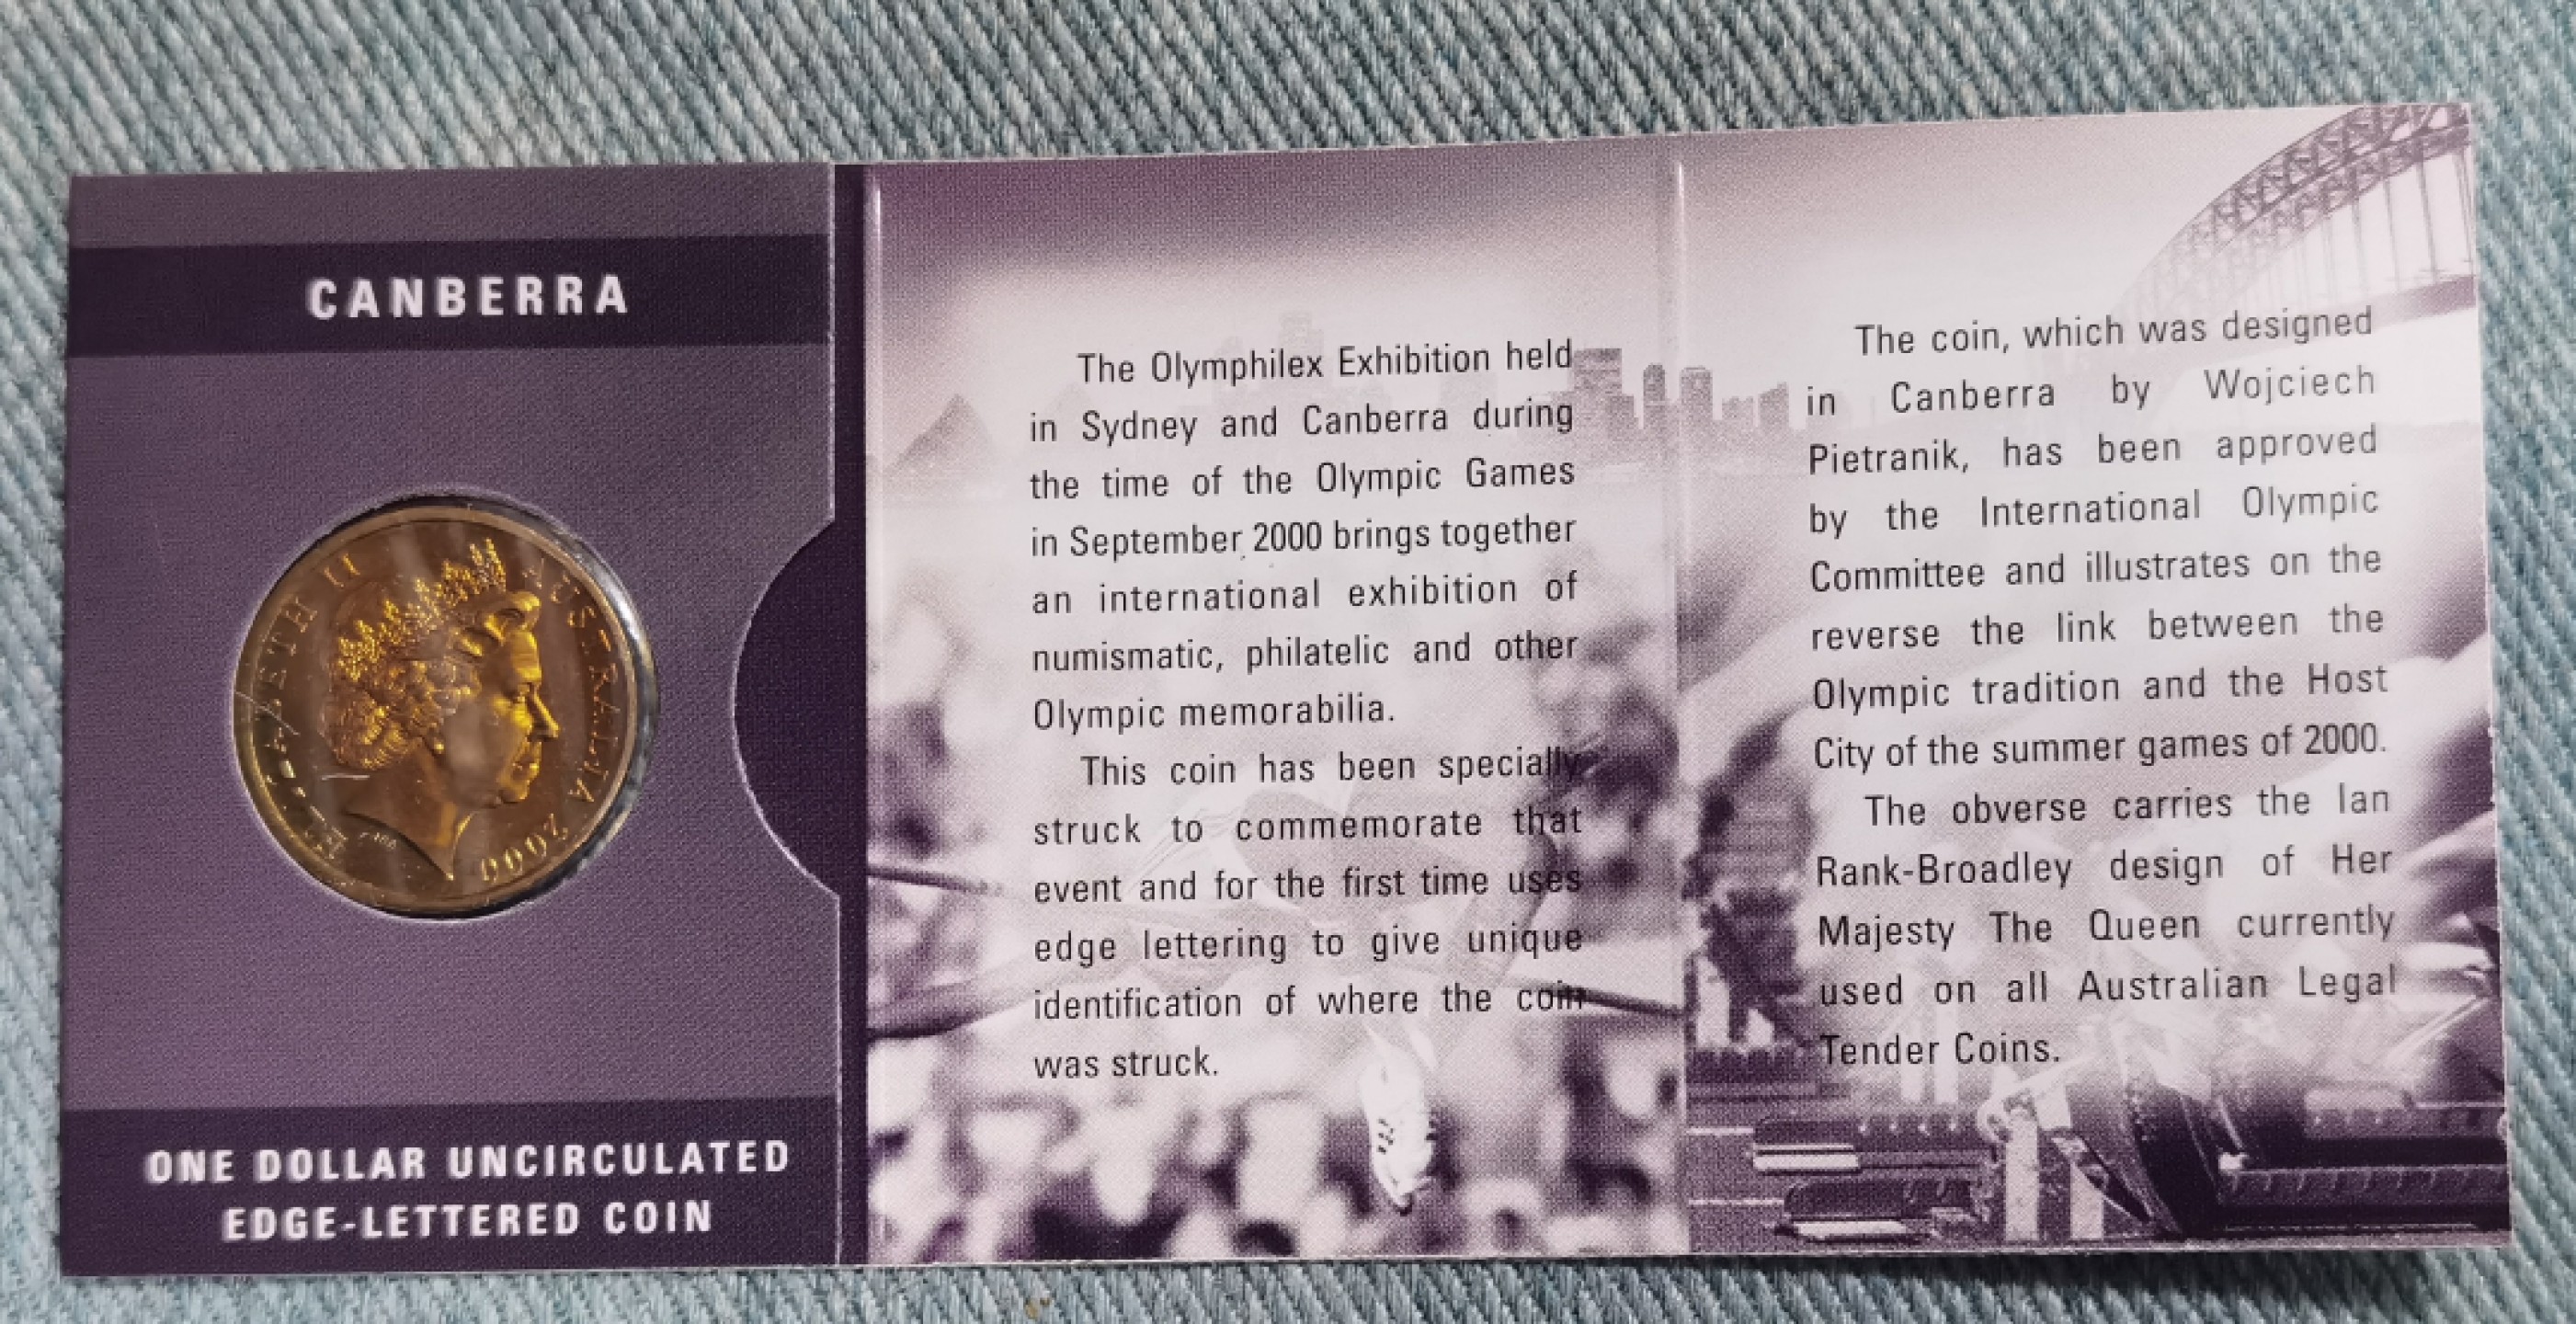 CANBERRA
ELIZABETH II AUSTRALIA 2000
IRB
ONE DOLLAR UNCIRCULATED
EDGE-LETTERED COIN
The Olymphilex Exhibition held
in Sydney and Canberra during
the time of the Olympic Games
in September 2000 brings together
an international exhibition of
numismatic, philatelic and other
Olympic memorabilia.
This coin has been specially
struck to commemorate that
event and for the first time uses
edge lettering to give unique
identification of where the coin
was struck.
The coin, which was designed
in Canberra by Wojciech
Pietranik, has been approved
by the International Olympic
Committee and illustrates on the
reverse the link between the
Olympic tradition and the Host
City of the summer games of 2000.
The obverse carries the Ian
Rank-Broadley design of Her
Majesty The Queen currently
used on all Australian Legal
Tender Coins.